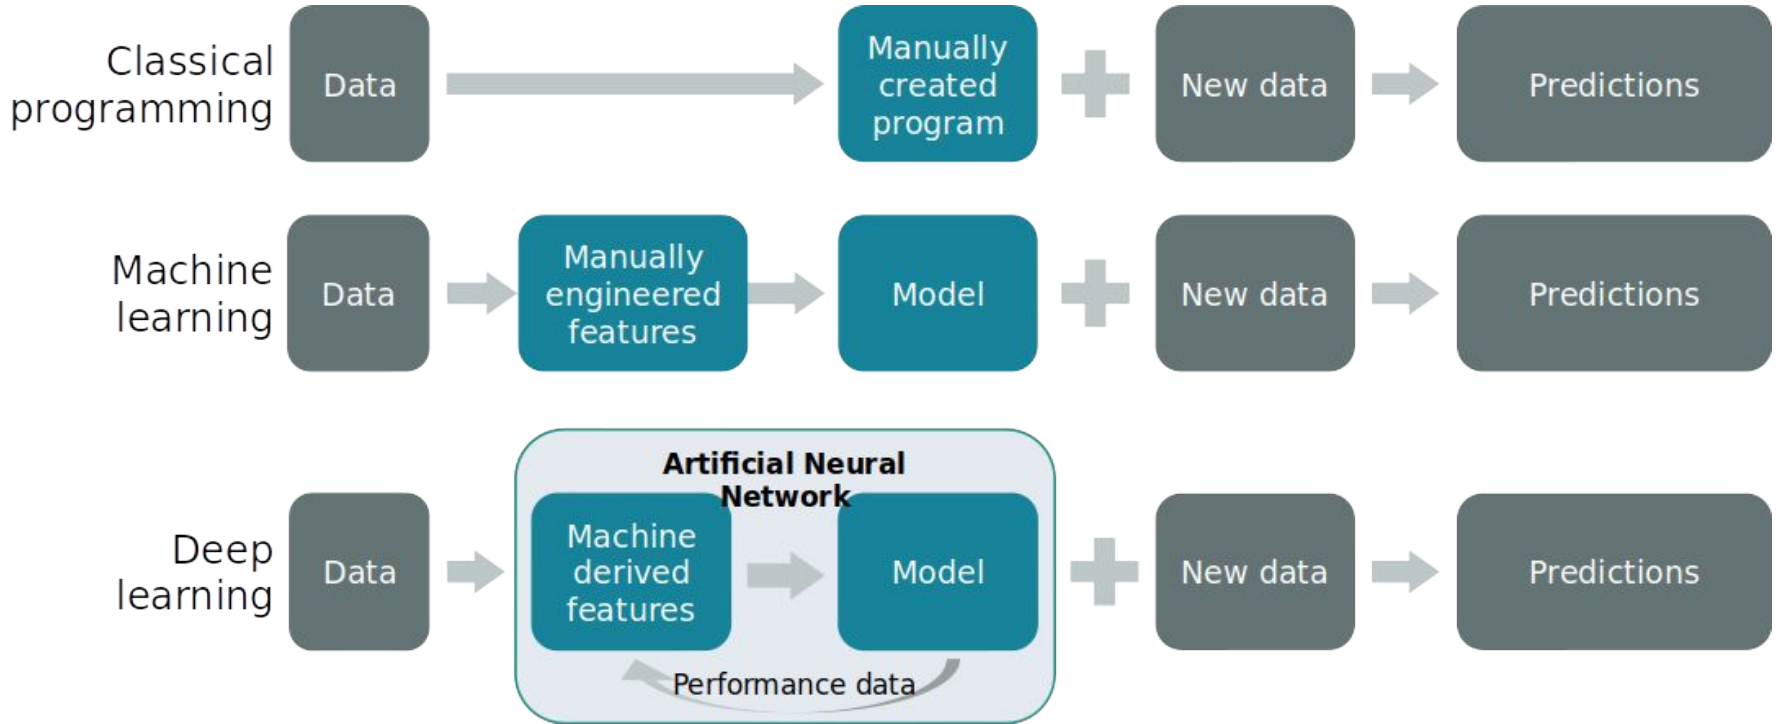 Classical
programming
Data
Manually
created
program
New data
Predictions
Machine
learning
Data
Manually
engineered
features
Model
New data
Predictions
Deep
learning
Data
Artificial Neural
Network
Machine
derived
features
Model
Performance data
New data
Predictions